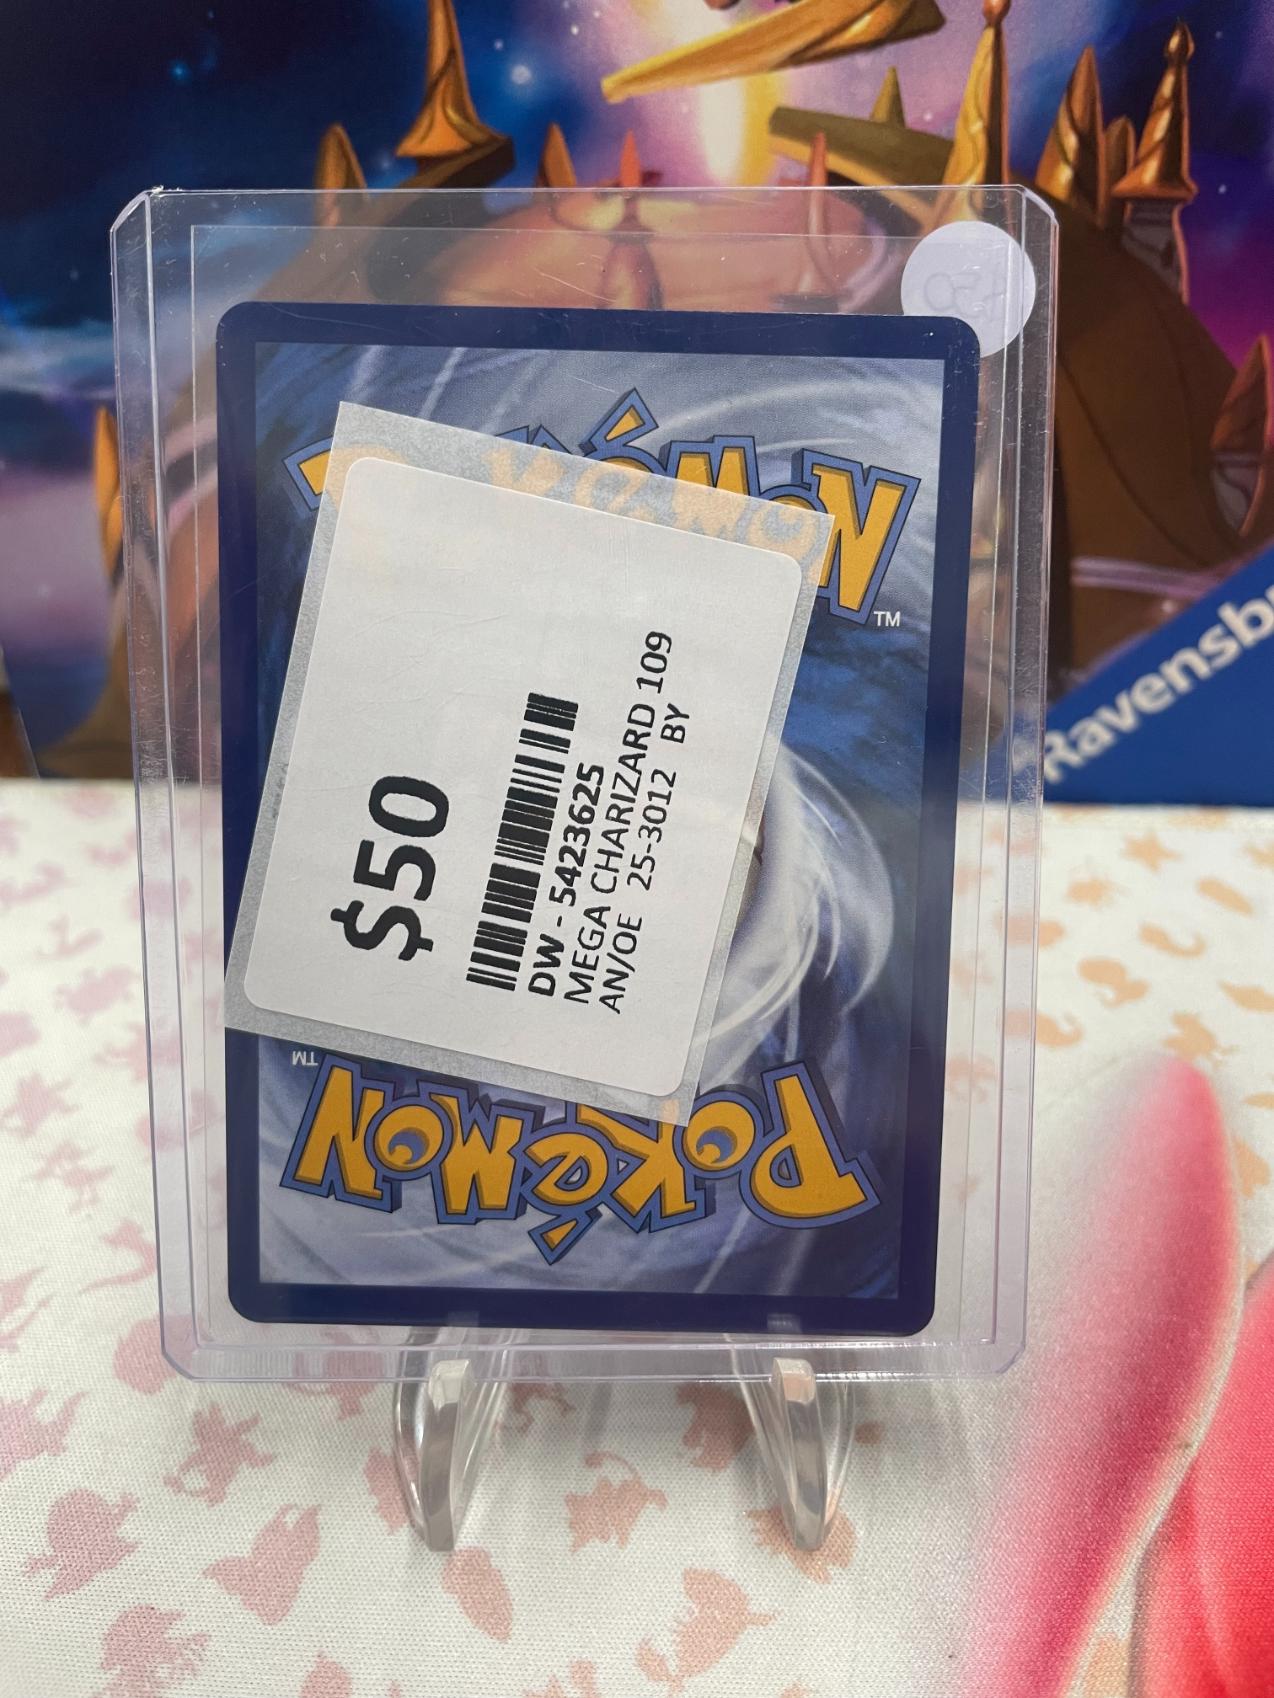 POKéMON
TM
$50
DW - 5423625
MEGA CHARIZARD 109
AN/OE 25-3012 BY
TM
POKéMON
Ravensb